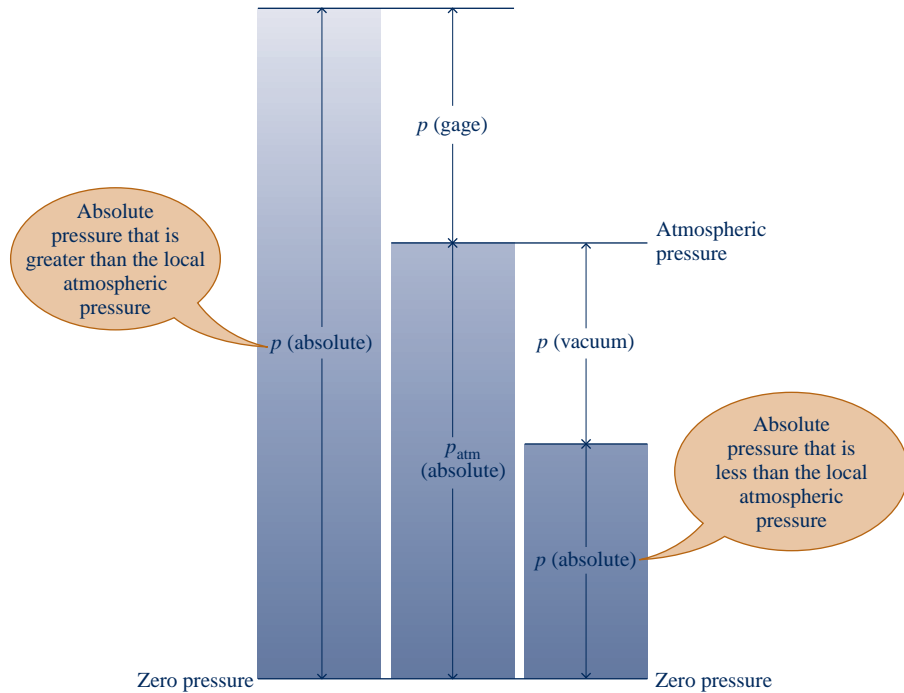 p (gage)
Atmospheric
pressure
Absolute
pressure that is
greater than the local
atmospheric
pressure
p (absolute)
p (vacuum)
Absolute
pressure that is
less than the local
atmospheric
pressure
patm
(absolute)
p (absolute)
Zero pressure
Zero pressure